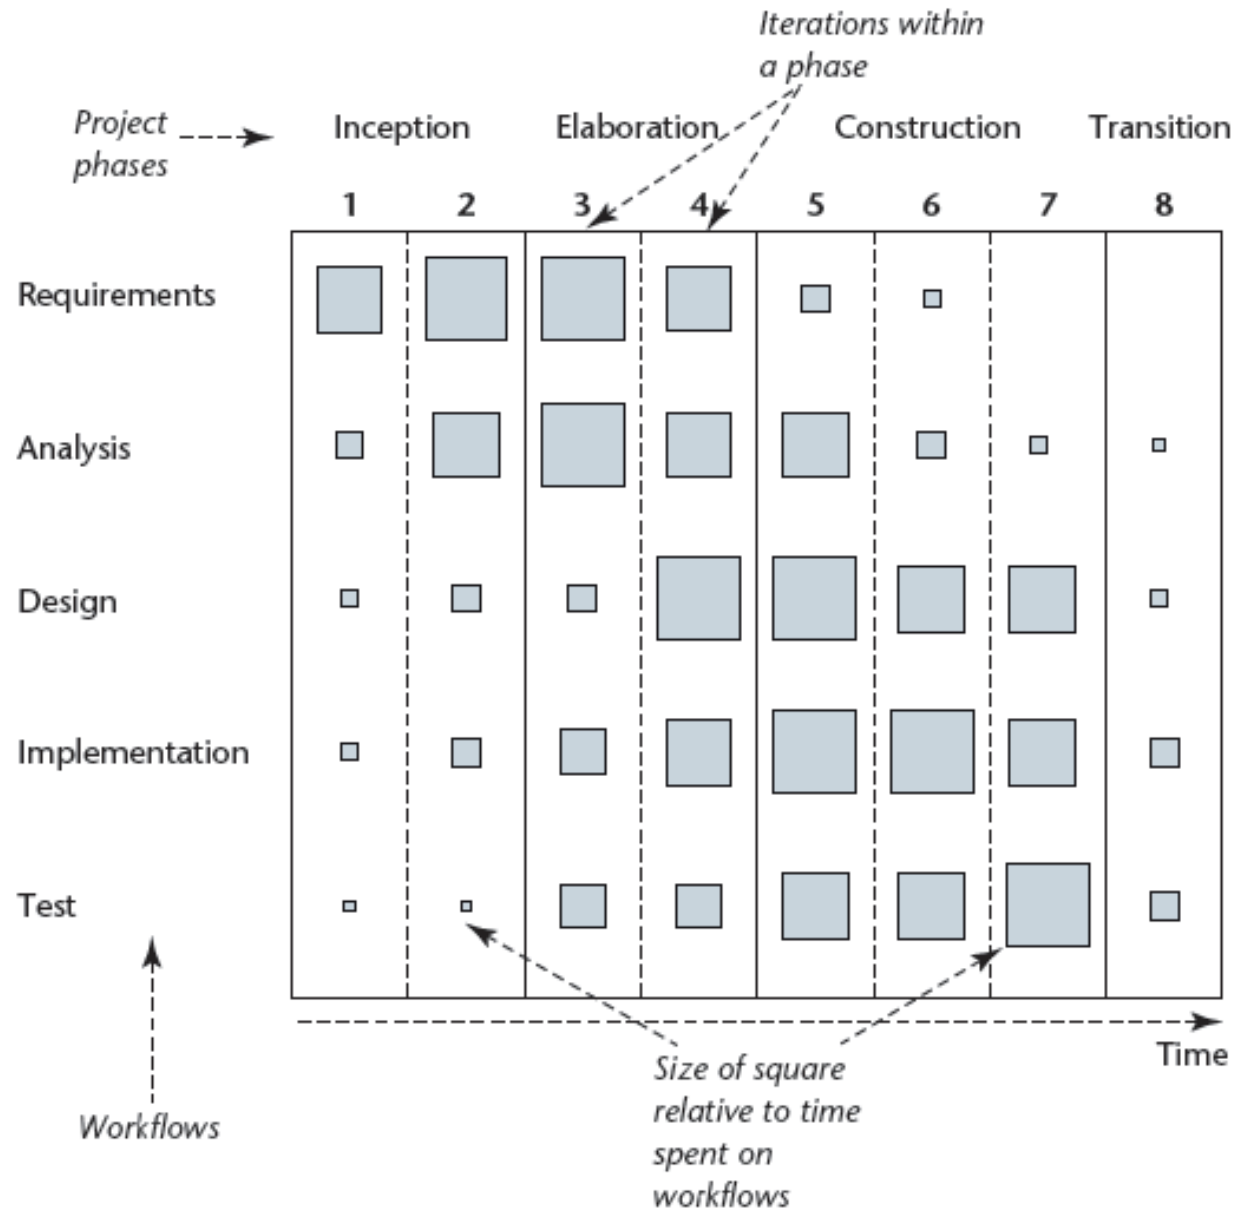 Iterations within
a phase
Project
phases
Inception
Elaboration
Construction
Transition
1 2 3 4 5 6 7 8
Requirements
Analysis
Design
Implementation
Test
Time
Size of square
relative to time
spent on
workflows
Workflows